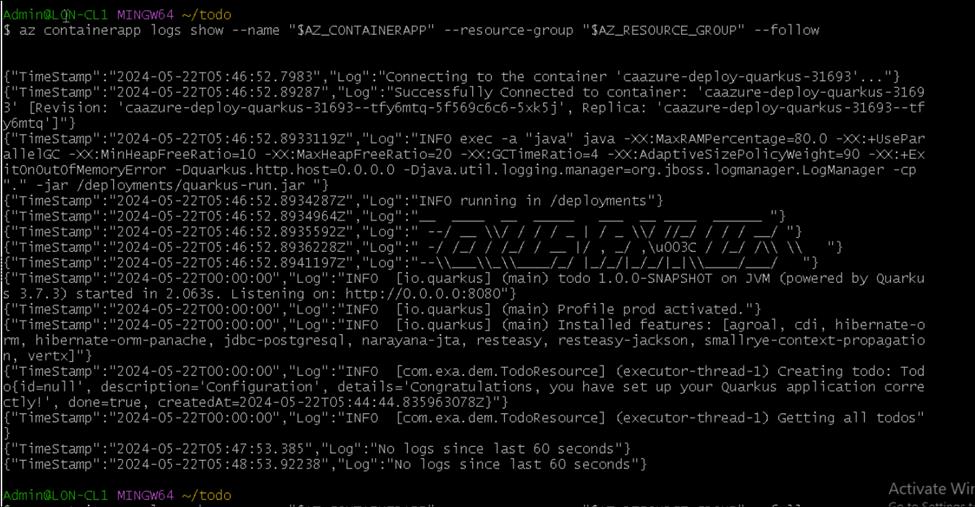 Admin@LON-CL1 MINGW64 ~/todo
$ az containerapp logs show --name "$AZ_CONTAINERAPP" --resource-group "$AZ_RESOURCE_GROUP" --follow
{"TimeStamp":"2024-05-22T05:46:52.7983","Log":"Connecting to the container 'caazure-deploy-quarkus-31693'..."}
{"TimeStamp":"2024-05-22T05:46:52.89287","Log":"Successfully Connected to container: 'caazure-deploy-quarkus-3169
3' [Revision: 'caazure-deploy-quarkus-31693--tfy6mtq-5f569c6c6-5xk5j', Replica: 'caazure-deploy-quarkus-31693--tf
y6mtq']"}
{"TimeStamp":"2024-05-22T05:46:52.8933119Z","Log":"INFO exec -a "java" java -XX:MaxRAMPercentage=80.0 -XX:+UsePar
allelGC -XX:MinHeapFreeRatio=10 -XX:MaxHeapFreeRatio=20 -XX:GCTimeRatio=4 -XX:AdaptiveSizePolicyWeight=90 -XX:+Ex
itOnOutOfMemoryError -Dquarkus.http.host=0.0.0.0 -Djava.util.logging.manager=org.jboss.logmanager.LogManager -cp
"." -jar /deployments/quarkus-run.jar "}
{"TimeStamp":"2024-05-22T05:46:52.8934287Z","Log":"INFO running in /deployments"}
{"TimeStamp":"2024-05-22T05:46:52.8934964Z","Log":"__  ____  __  _____   ___  __ ____  ______ "}
{"TimeStamp":"2024-05-22T05:46:52.8935592Z","Log":" --/ __ \\/ / / / _ | / _ \\/ //_/ / / / __/ "}
{"TimeStamp":"2024-05-22T05:46:52.8936228Z","Log":" -/ /_/ / /_/ / __ |/ , _/ ,\u003C / /_/ /\\ \\   "}
{"TimeStamp":"2024-05-22T05:46:52.8941197Z","Log":"--\\___\\_\\____/_/ |_/_/|_/_/|_|\\____/___/   "}
{"TimeStamp":"2024-05-22T00:00:00","Log":"INFO  [io.quarkus] (main) todo 1.0.0-SNAPSHOT on JVM (powered by Quarku
s 3.7.3) started in 2.063s. Listening on: http://0.0.0.0:8080"}
{"TimeStamp":"2024-05-22T00:00:00","Log":"INFO  [io.quarkus] (main) Profile prod activated."}
{"TimeStamp":"2024-05-22T00:00:00","Log":"INFO  [io.quarkus] (main) Installed features: [agroal, cdi, hibernate-o
rm, hibernate-orm-panache, jdbc-postgresql, narayana-jta, resteasy, resteasy-jackson, smallrye-context-propagatio
n, vertx]"}
{"TimeStamp":"2024-05-22T00:00:00","Log":"INFO  [com.exa.dem.TodoResource] (executor-thread-1) Creating todo: Tod
o{id=null', description='Configuration', details='Congratulations, you have set up your Quarkus application corre
ctly!', done=true, createdAt=2024-05-22T05:44:44.835963078Z}"}
{"TimeStamp":"2024-05-22T00:00:00","Log":"INFO  [com.exa.dem.TodoResource] (executor-thread-1) Getting all todos"
}
{"TimeStamp":"2024-05-22T05:47:53.385","Log":"No logs since last 60 seconds"}
{"TimeStamp":"2024-05-22T05:48:53.92238","Log":"No logs since last 60 seconds"}
Admin@LON-CL1 MINGW64 ~/todo
Activate Win